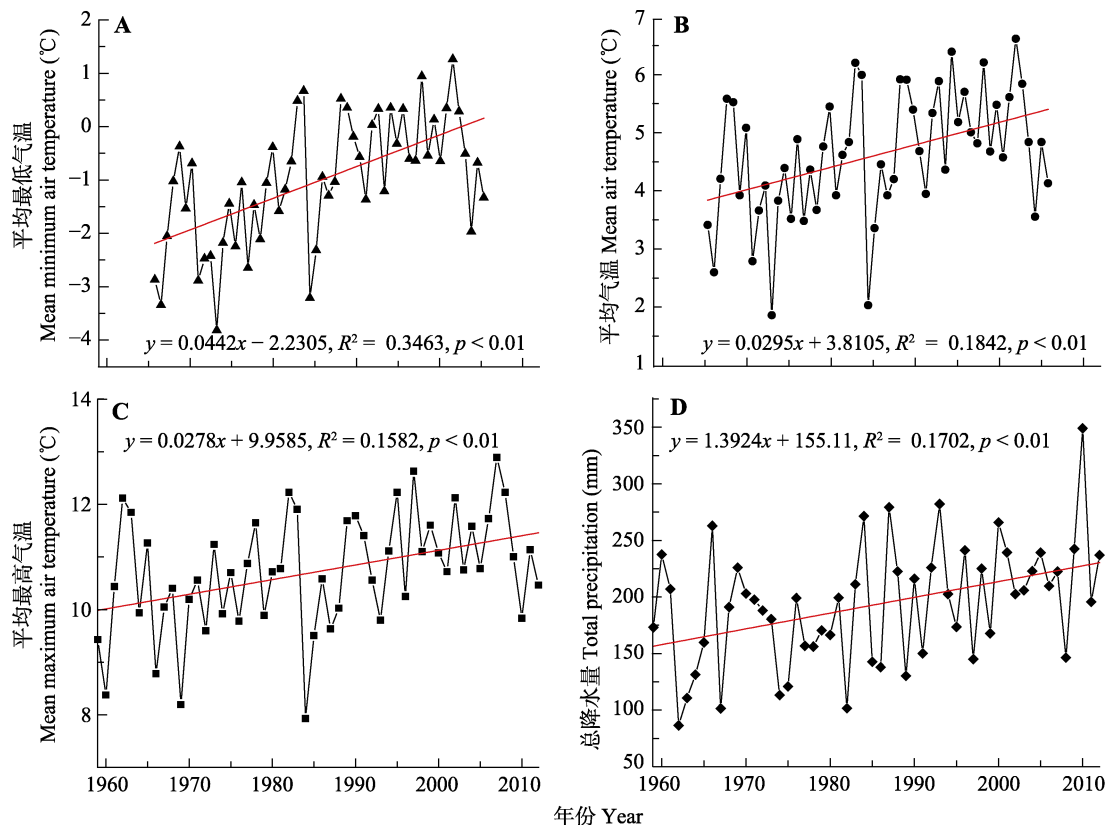 A
平均最低气温
Mean minimum air temperature (℃)
2
1
0
−1
−2
−3
−4
y = 0.0442x − 2.2305, R² = 0.3463, p < 0.01
B
平均气温 Mean air temperature (℃)
7
6
5
4
3
2
1
y = 0.0295x + 3.8105, R² = 0.1842, p < 0.01
C
平均最高气温
Mean maximum air temperature (℃)
14
12
10
8
y = 0.0278x + 9.9585, R² = 0.1582, p < 0.01
1960 1970 1980 1990 2000 2010
D
总降水量 Total precipitation (mm)
350
300
250
200
150
100
50
y = 1.3924x + 155.11, R² = 0.1702, p < 0.01
1960 1970 1980 1990 2000 2010
年份 Year